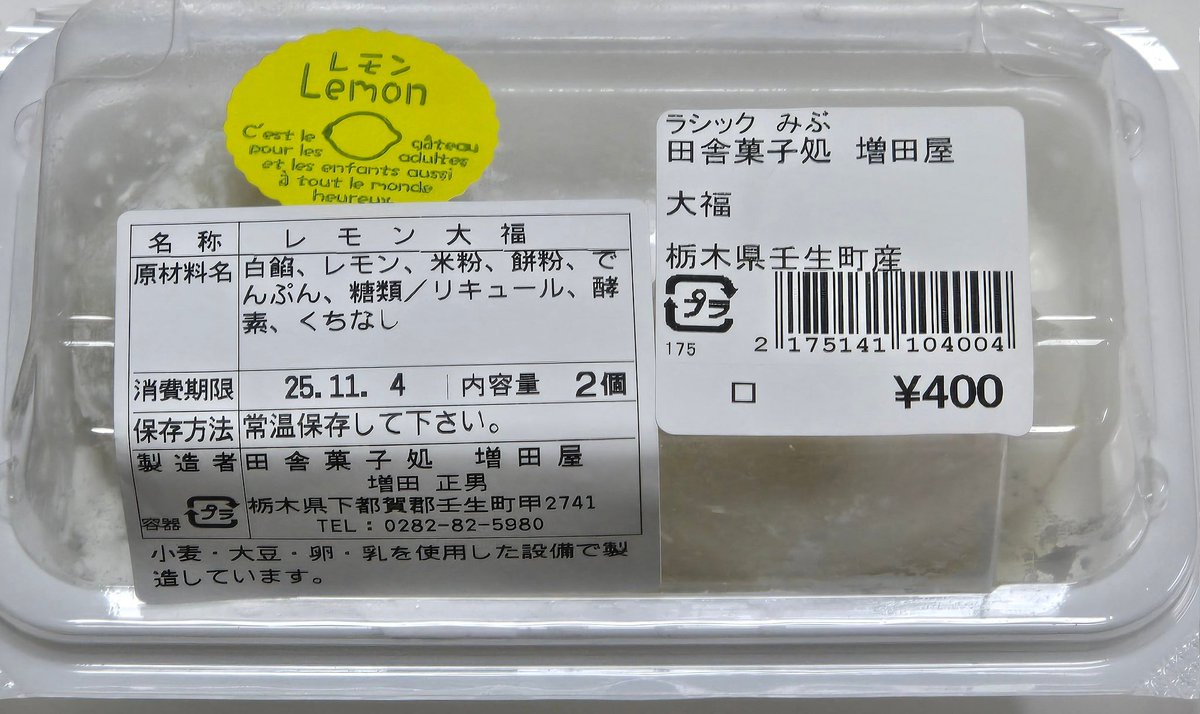 レモン
Lemon
C'est le gâteau
pour les adultes
et les enfants aussi
à tout le monde
heureux.
ラシック みぶ
田舎菓子処 増田屋
大福
栃木県壬生町産
プラ
175
2 175141 104004
¥400
名称 レモン大福
原材料名 白餡、レモン、米粉、餅粉、で
んぷん、糖類/リキュール、酵
素、くちなし
消費期限 25.11. 4 内容量 2個
保存方法 常温保存して下さい。
製造者 田舎菓子処 増田屋
増田 正男
栃木県下都賀郡壬生町甲2741
容器 プラ TEL:0282-82-5980
小麦・大豆・卵・乳を使用した設備で製
造しています。